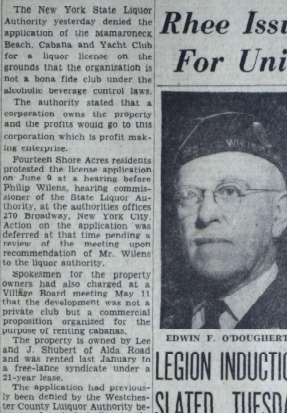 The New York State Liquor
Authority yesterday denied the
application of the Mamaroneck
Beach, Cabana and Yacht Club
for a liquor license on the
grounds that the organization is
not a bona fide club under the
alcoholic beverage control laws.
The authority stated that a
corporation owns the property
and the profits would go to this
corporation which is profit mak-
ing enterprise.
Fourteen Shore Acres residents
protested the license application
on June 9 at a hearing before
Philip Wilens, hearing commis-
sioner of the State Liquor Au-
thority, at the authorities offices
270 Broadway, New York City.
Action on the application was
deferred at that time pending a
review of the meeting upon
recommendation of Mr. Wilens
to the liquor authority.
Spokesmen for the property
owners had also charged at a
Village Board meeting May 11
that the development was not a
private club but a commercial
proposition organized for the
purpose of renting cabanas.
The property is owned by Lee
and J. Shubert of Alda Road
and was rented last January to
a free-lance syndicate under a
21-year lease.
The application had previous-
ly been denied by the Westches-
ter County Luiquor Authority be-
Rhee Issu
For Uni
EDWIN F. O'DOUGHERT
LEGION INDUCTIO
SLATED TUESDA